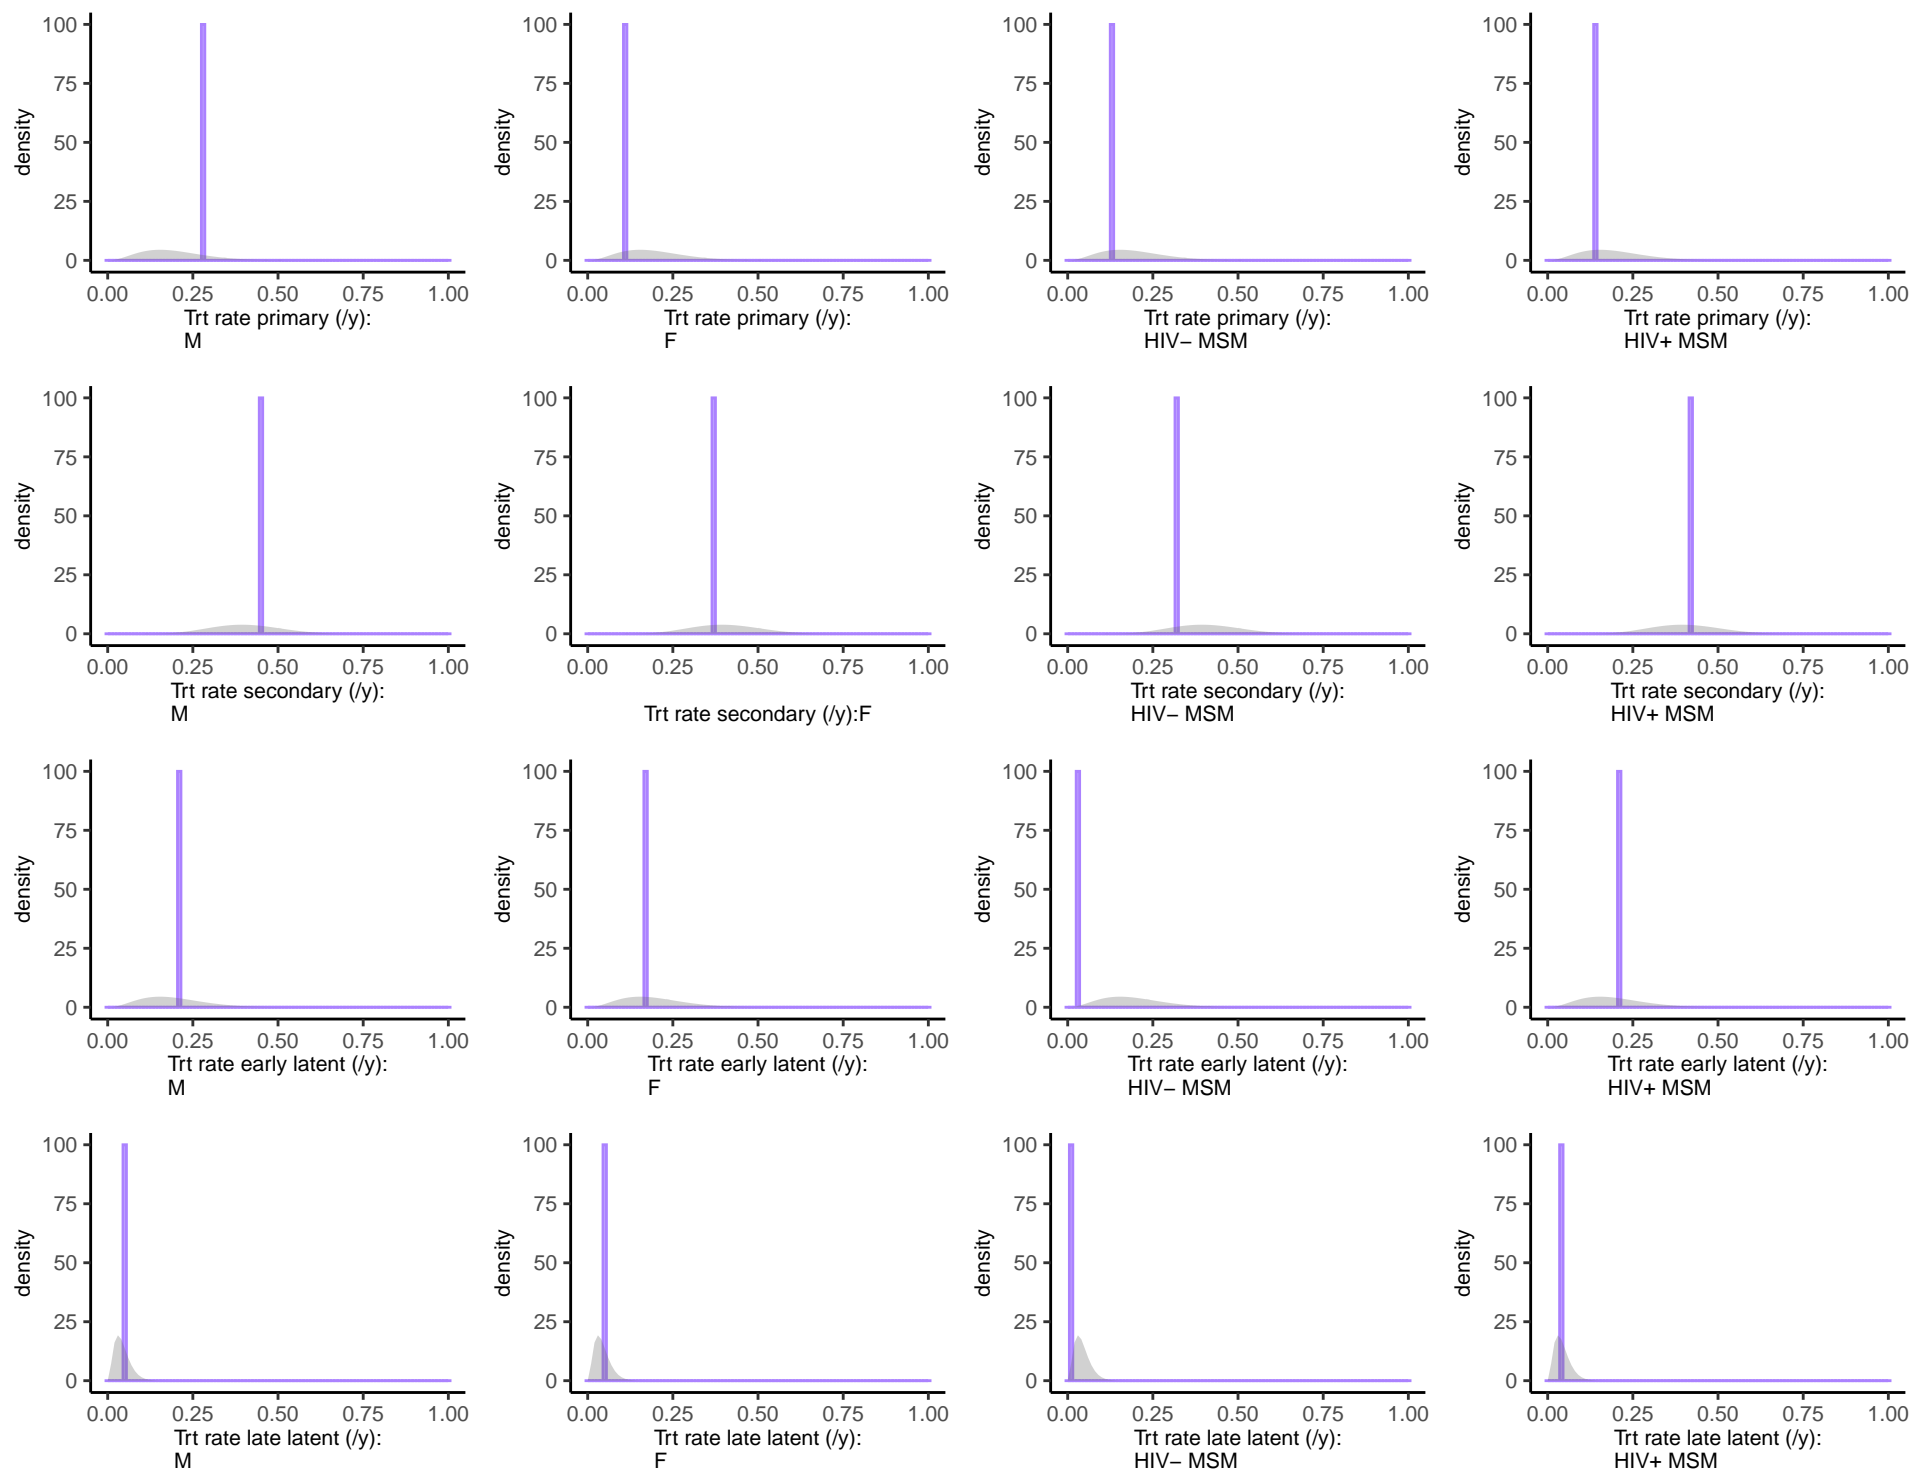 100
75
50
25
0
density
0.00 0.25 0.50 0.75 1.00
Trt rate primary (/y):
M
100
75
50
25
0
density
0.00 0.25 0.50 0.75 1.00
Trt rate primary (/y):
F
100
75
50
25
0
density
0.00 0.25 0.50 0.75 1.00
Trt rate primary (/y):
HIV− MSM
100
75
50
25
0
density
0.00 0.25 0.50 0.75 1.00
Trt rate primary (/y):
HIV+ MSM
100
75
50
25
0
density
0.00 0.25 0.50 0.75 1.00
Trt rate secondary (/y):
M
100
75
50
25
0
density
0.00 0.25 0.50 0.75 1.00
Trt rate secondary (/y):F
100
75
50
25
0
density
0.00 0.25 0.50 0.75 1.00
Trt rate secondary (/y):
HIV− MSM
100
75
50
25
0
density
0.00 0.25 0.50 0.75 1.00
Trt rate secondary (/y):
HIV+ MSM
100
75
50
25
0
density
0.00 0.25 0.50 0.75 1.00
Trt rate early latent (/y):
M
100
75
50
25
0
density
0.00 0.25 0.50 0.75 1.00
Trt rate early latent (/y):
F
100
75
50
25
0
density
0.00 0.25 0.50 0.75 1.00
Trt rate early latent (/y):
HIV− MSM
100
75
50
25
0
density
0.00 0.25 0.50 0.75 1.00
Trt rate early latent (/y):
HIV+ MSM
100
75
50
25
0
density
0.00 0.25 0.50 0.75 1.00
Trt rate late latent (/y):
M
100
75
50
25
0
density
0.00 0.25 0.50 0.75 1.00
Trt rate late latent (/y):
F
100
75
50
25
0
density
0.00 0.25 0.50 0.75 1.00
Trt rate late latent (/y):
HIV− MSM
100
75
50
25
0
density
0.00 0.25 0.50 0.75 1.00
Trt rate late latent (/y):
HIV+ MSM